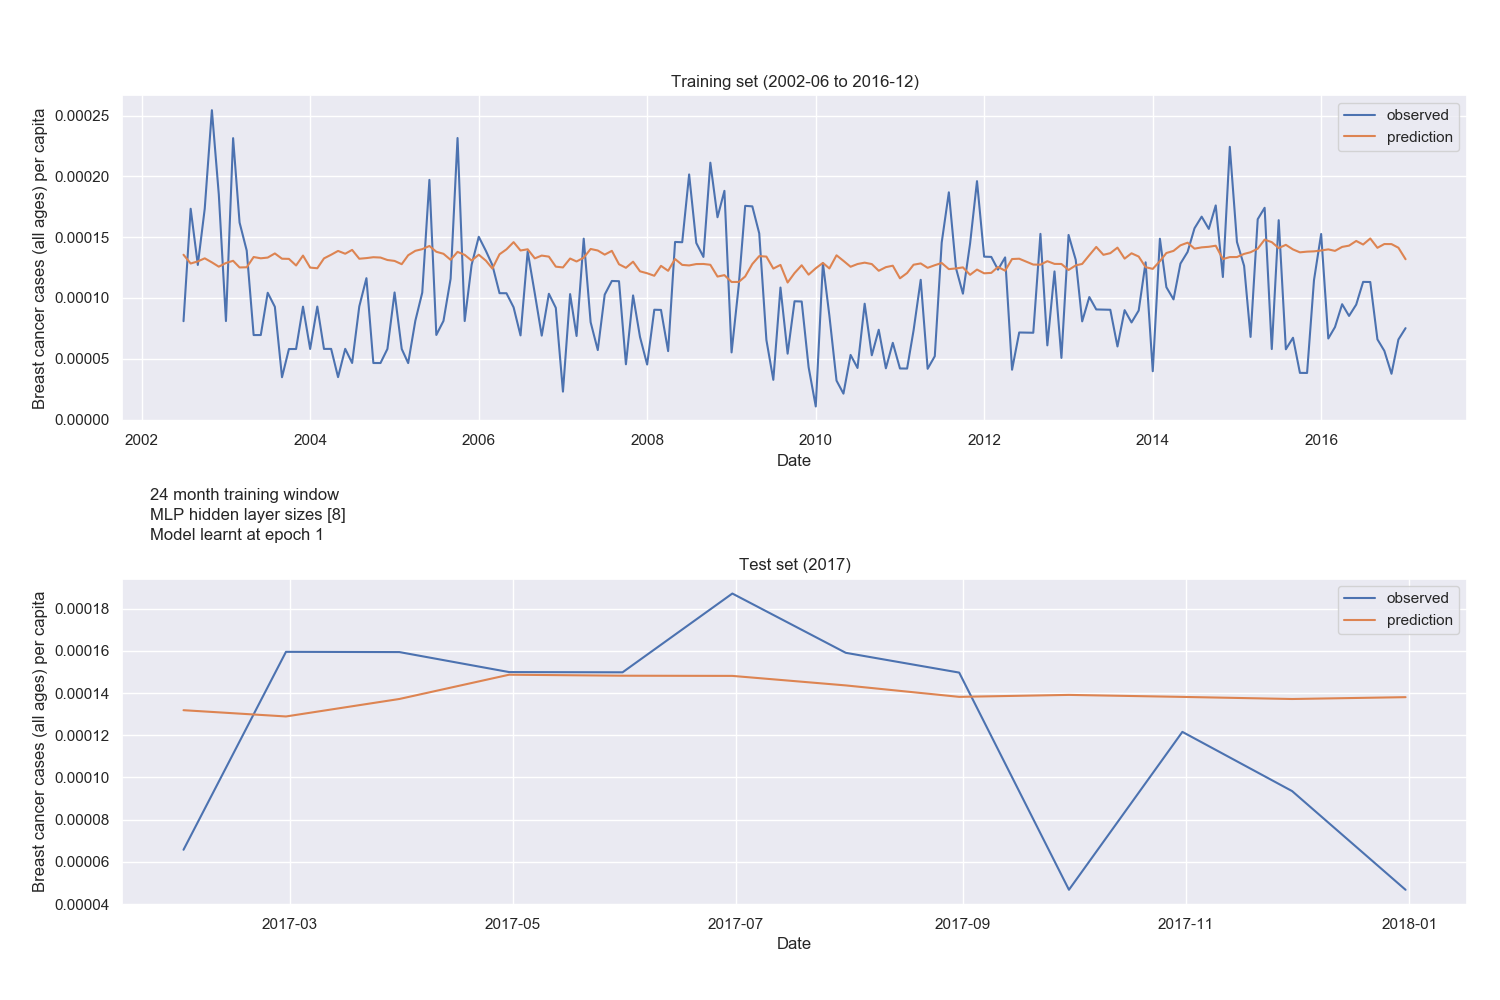 Training set (2002-06 to 2016-12)
Breast cancer cases (all ages) per capita
0.00025
0.00020
0.00015
0.00010
0.00005
0.00000
observed
prediction
2002 2004 2006 2008 2010 2012 2014 2016
Date
24 month training window
MLP hidden layer sizes [8]
Model learnt at epoch 1
Test set (2017)
Breast cancer cases (all ages) per capita
0.00018
0.00016
0.00014
0.00012
0.00010
0.00008
0.00006
0.00004
observed
prediction
2017-03 2017-05 2017-07 2017-09 2017-11 2018-01
Date